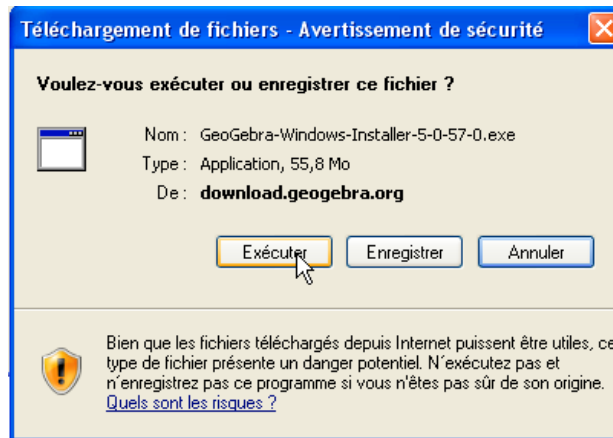 Téléchargement de fichiers - Avertissement de sécurité
Voulez-vous exécuter ou enregistrer ce fichier ?
Nom : GeoGebra-Windows-Installer-5-0-57-0.exe
Type : Application, 55,8 Mo
De : download.geogebra.org
Exécuter Enregistrer Annuler
Bien que les fichiers téléchargés depuis Internet puissent être utiles, ce
type de fichier présente un danger potentiel. N'exécutez pas et
n'enregistrez pas ce programme si vous n'êtes pas sûr de son origine.
Quels sont les risques ?